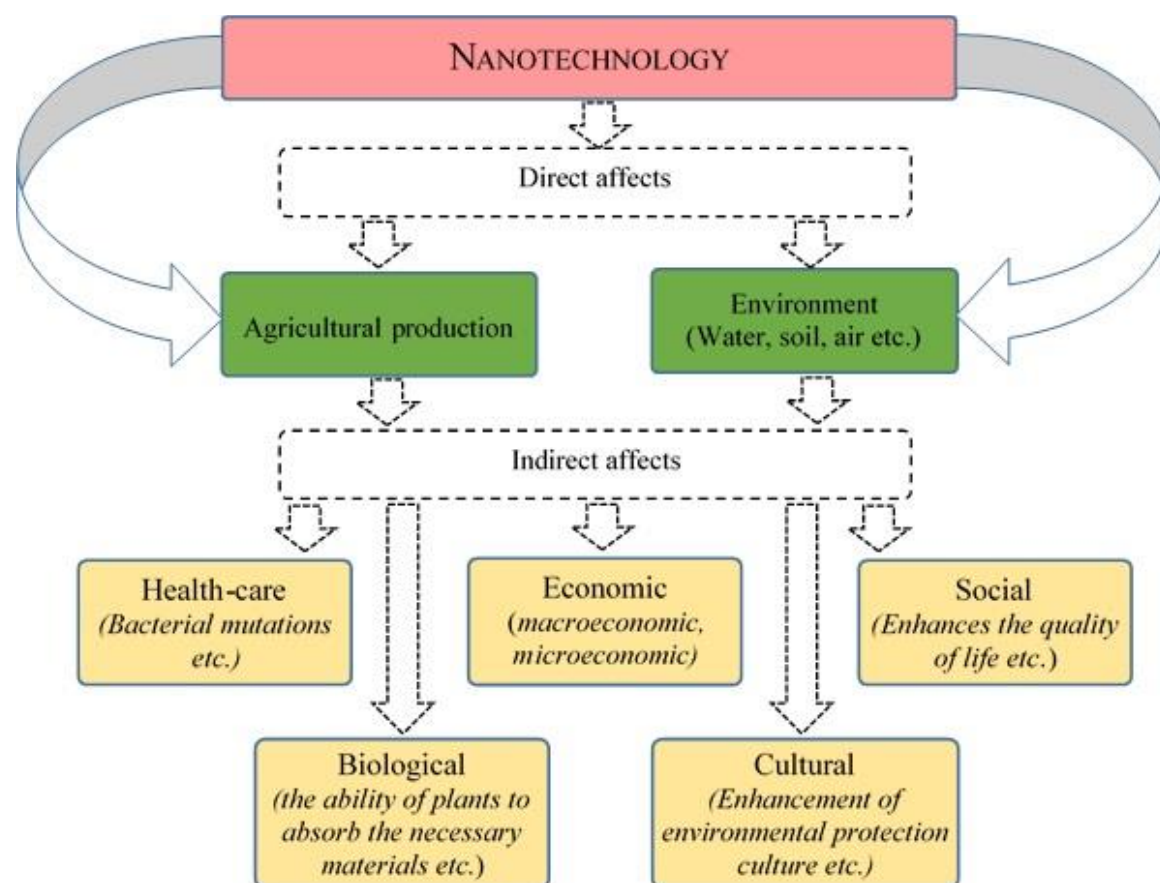 NANOTECHNOLOGY
Direct affects
Agricultural production
Environment
(Water, soil, air etc.)
Indirect affects
Health-care
(Bacterial mutations
etc.)
Economic
(macroeconomic,
microeconomic)
Social
(Enhances the quality
of life etc.)
Biological
(the ability of plants to
absorb the necessary
materials etc.)
Cultural
(Enhancement of
environmental protection
culture etc.)